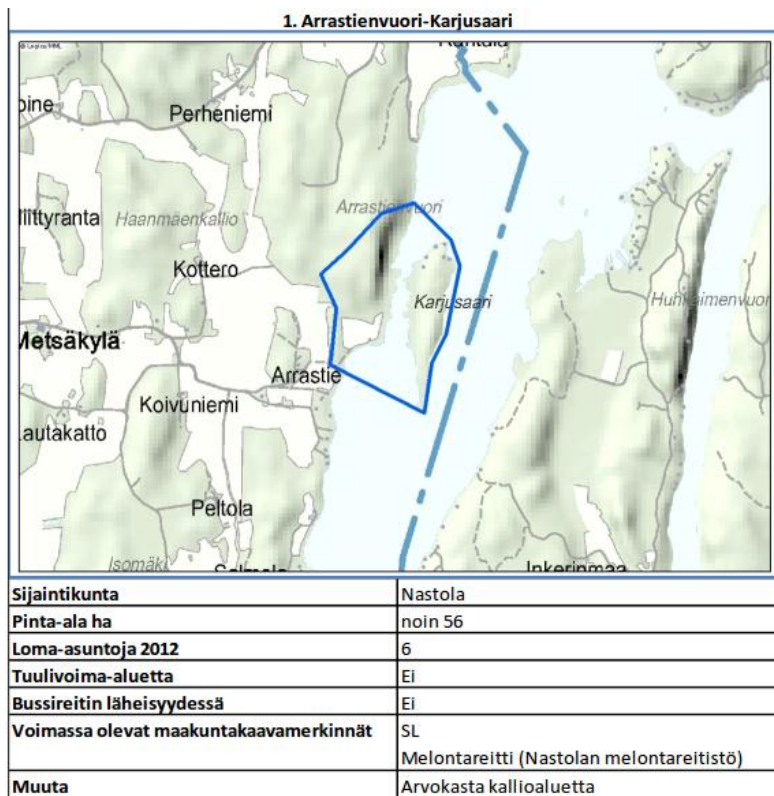 1. Arrastienvuori-Karjusaari
Perheniemi
Arrastienvuori
Haanmäenkallio
Kottero
Karjusaari
Metsäkylä
Arrastie
Koivuniemi
Peltola
Isomäki
Inkerinmaa
Sijaintikunta Nastola
Pinta-ala ha noin 56
Loma-asuntoja 2012 6
Tuulivoima-aluetta Ei
Bussireitin läheisyydessä Ei
Voimassa olevat maakuntakaavamerkinnät SL
Melontareitti (Nastolan melontareitistö)
Muuta Arvokasta kallioaluetta